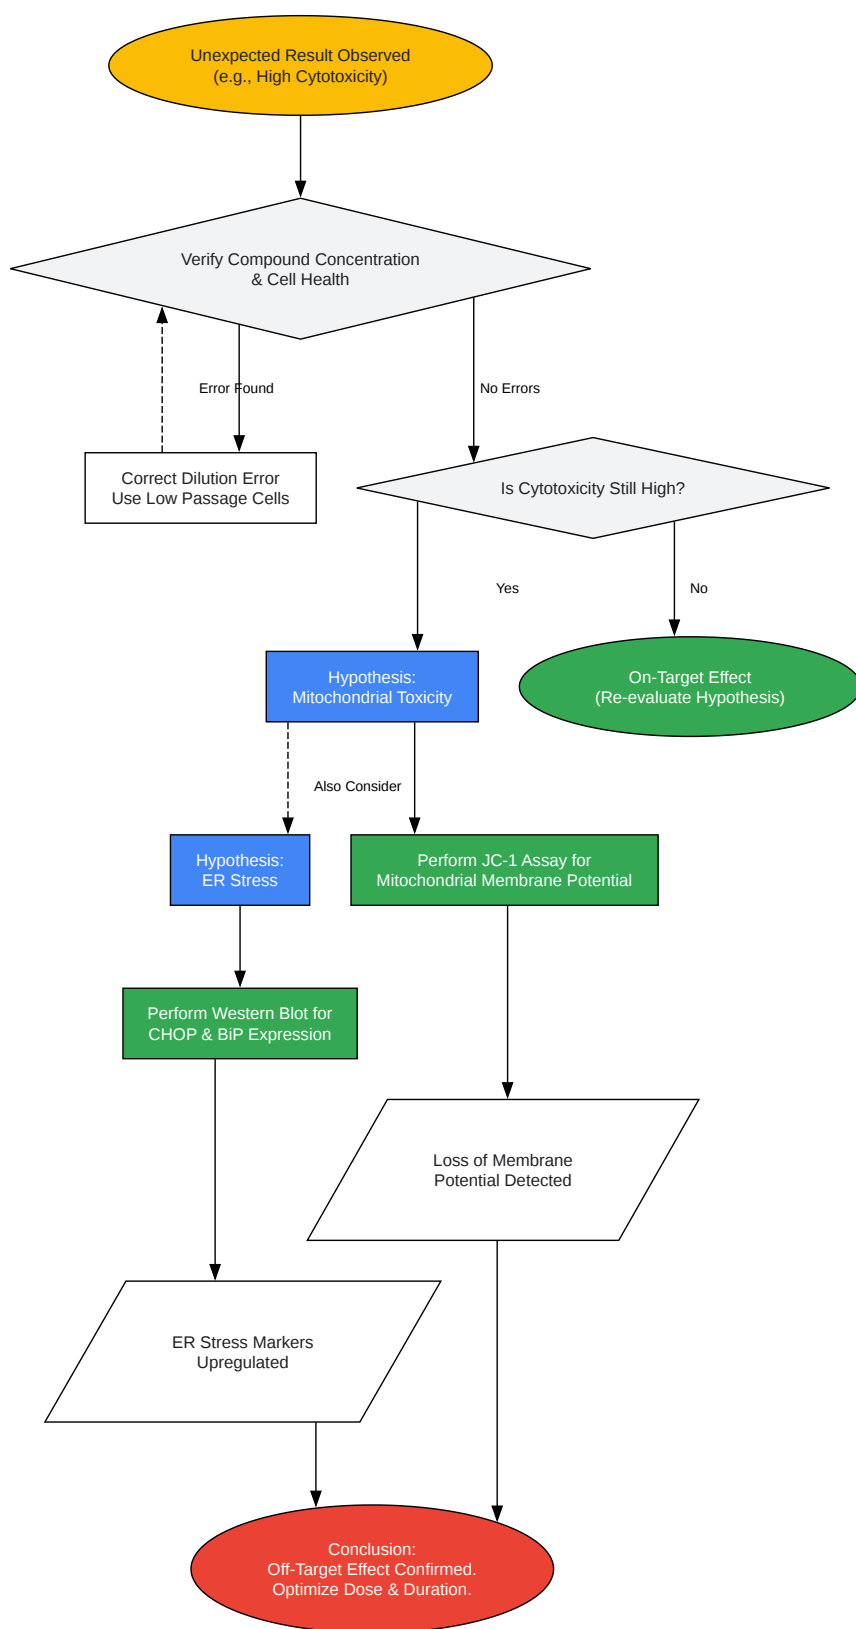 Unexpected Result Observed
(e.g., High Cytotoxicity)
Verify Compound Concentration
& Cell Health
Error Found
No Errors
Correct Dilution Error
Use Low Passage Cells
Is Cytotoxicity Still High?
Yes
No
Hypothesis:
Mitochondrial Toxicity
On-Target Effect
(Re-evaluate Hypothesis)
Also Consider
Hypothesis:
ER Stress
Perform JC-1 Assay for
Mitochondrial Membrane Potential
Perform Western Blot for
CHOP & BiP Expression
Loss of Membrane
Potential Detected
ER Stress Markers
Upregulated
Conclusion:
Off-Target Effect Confirmed.
Optimize Dose & Duration.